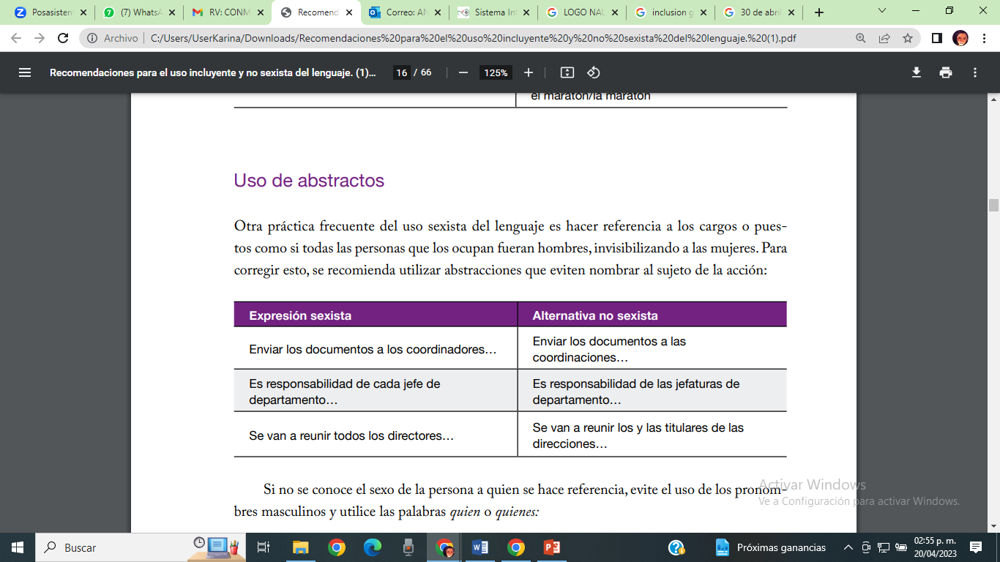 Posasisten
(7) WhatsA
RV: CONM
Recomend
Correo: AN
Sistema In
LOGO NAU
inclusion g
30 de abril
Archivo
C:/Users/UserKarina/Downloads/Recomendaciones%20para%20el%20uso%20incluyente%20y%20no%20sexista%20del%20lenguaje.%20(1).pdf
Recomendaciones para el uso incluyente y no sexista del lenguaje. (1)...
16 / 66
125%
el maratón/la maratón
Uso de abstractos
Otra práctica frecuente del uso sexista del lenguaje es hacer referencia a los cargos o pues-
tos como si todas las personas que los ocupan fueran hombres, invisibilizando a las mujeres. Para
corregir esto, se recomienda utilizar abstracciones que eviten nombrar al sujeto de la acción:
Expresión sexista
Alternativa no sexista
Enviar los documentos a los coordinadores…
Enviar los documentos a las
coordinaciones…
Es responsabilidad de cada jefe de
departamento…
Es responsabilidad de las jefaturas de
departamento…
Se van a reunir todos los directores…
Se van a reunir los y las titulares de las
direcciones…
Si no se conoce el sexo de la persona a quien se hace referencia, evite el uso de los pronom-
bres masculinos y utilice las palabras quien o quienes:
Activar Windows
Ve a Configuración para activar Windows.
Buscar
Próximas ganancias
02:55 p. m.
20/04/2023